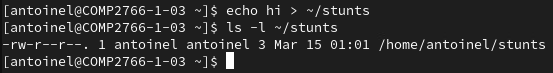 [antoinel@COMP2766-1-03 ~]$ echo hi > ~/stunts
[antoinel@COMP2766-1-03 ~]$ ls -l ~/stunts
-rw-r--r--. 1 antoinel antoinel 3 Mar 15 01:01 /home/antoinel/stunts
[antoinel@COMP2766-1-03 ~]$